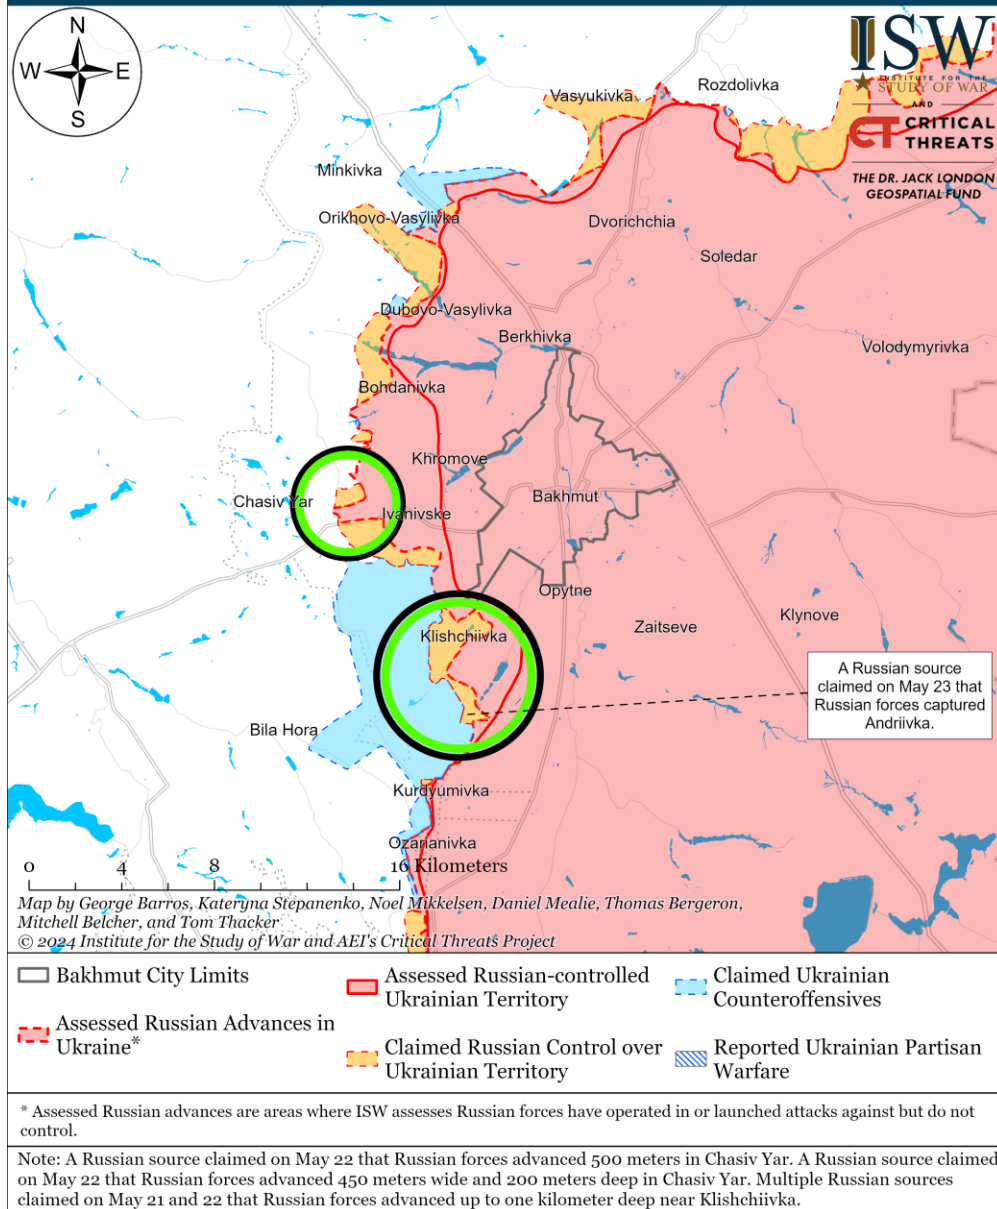 N
W E
S
ISW
INSTITUTE FOR THE
STUDY OF WAR
AND
CT CRITICAL
THREATS
THE DR. JACK LONDON
GEOSPATIAL FUND
Vasyukivka
Rozdolivka
Minkivka
Orikhovo-Vasylivka
Dvorichchia
Soledar
Dubovo-Vasylivka
Berkhivka
Volodymyrivka
Bohdanivka
Khromove
Chasiv Yar
Ivanivske
Bakhmut
Opytne
Klishchiivka
Zaitseve
Klynove
A Russian source
claimed on May 23 that
Russian forces captured
Andriivka.
Bila Hora
Kurdyumivka
Ozarianivka
0 4 8 16 Kilometers
Map by George Barros, Kateryna Stepanenko, Noel Mikkelsen, Daniel Mealie, Thomas Bergeron,
Mitchell Belcher, and Tom Thacker
© 2024 Institute for the Study of War and AEI's Critical Threats Project
Bakhmut City Limits
Assessed Russian Advances in
Ukraine*
Assessed Russian-controlled
Ukrainian Territory
Claimed Russian Control over
Ukrainian Territory
Claimed Ukrainian
Counteroffensives
Reported Ukrainian Partisan
Warfare
* Assessed Russian advances are areas where ISW assesses Russian forces have operated in or launched attacks against but do not
control.
Note: A Russian source claimed on May 22 that Russian forces advanced 500 meters in Chasiv Yar. A Russian source claimed
on May 22 that Russian forces advanced 450 meters wide and 200 meters deep in Chasiv Yar. Multiple Russian sources
claimed on May 21 and 22 that Russian forces advanced up to one kilometer deep near Klishchiivka.